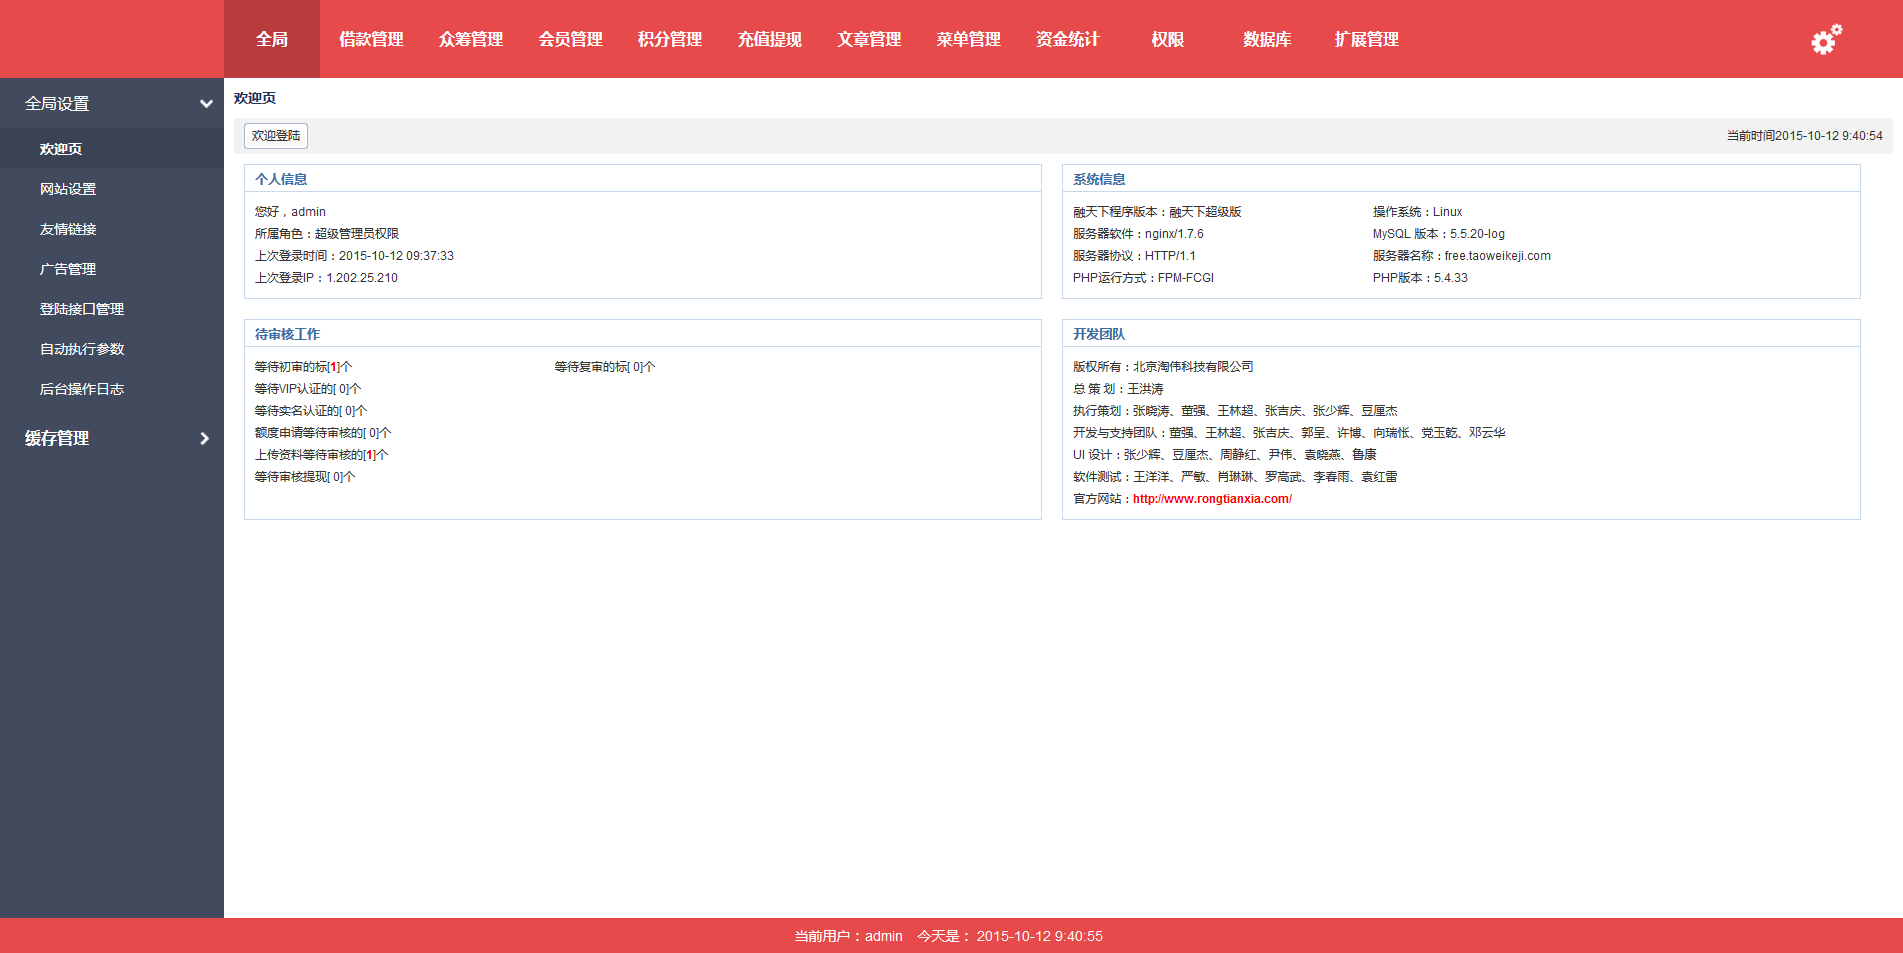 全局 借款管理 众筹管理 会员管理 积分管理 充值提现 文章管理 菜单管理 资金统计 权限 数据库 扩展管理
全局设置
欢迎页
网站设置
友情链接
广告管理
登陆接口管理
自动执行参数
后台操作日志
缓存管理
欢迎页
欢迎登陆 当前时间2015-10-12 9:40:54
个人信息
您好，admin
所属角色：超级管理员权限
上次登录时间：2015-10-12 09:37:33
上次登录IP：1.202.25.210
系统信息
融天下程序版本：融天下超级版 操作系统：Linux
服务器软件：nginx/1.7.6 MySQL 版本：5.5.20-log
服务器协议：HTTP/1.1 服务器名称：free.taoweikeji.com
PHP运行方式：FPM-FCGI PHP版本：5.4.33
待审核工作
等待初审的标[1]个 等待复审的标[ 0]个
等待VIP认证的[ 0]个
等待实名认证的[ 0]个
额度申请等待审核的[ 0]个
上传资料等待审核的[1]个
等待审核提现[ 0]个
开发团队
版权所有：北京淘伟科技有限公司
总 策 划：王洪涛
执行策划：张晓涛、董强、王林超、张吉庆、张少辉、豆厘杰
开发与支持团队：董强、王林超、张吉庆、郭呈、许博、向瑞怅、党玉乾、邓云华
UI 设计：张少辉、豆厘杰、周静红、尹伟、袁晓燕、鲁康
软件测试：王洋洋、严敏、肖琳琳、罗高武、李春雨、袁红雷
官方网站：http://www.rongtianxia.com/
当前用户：admin 今天是： 2015-10-12 9:40:55